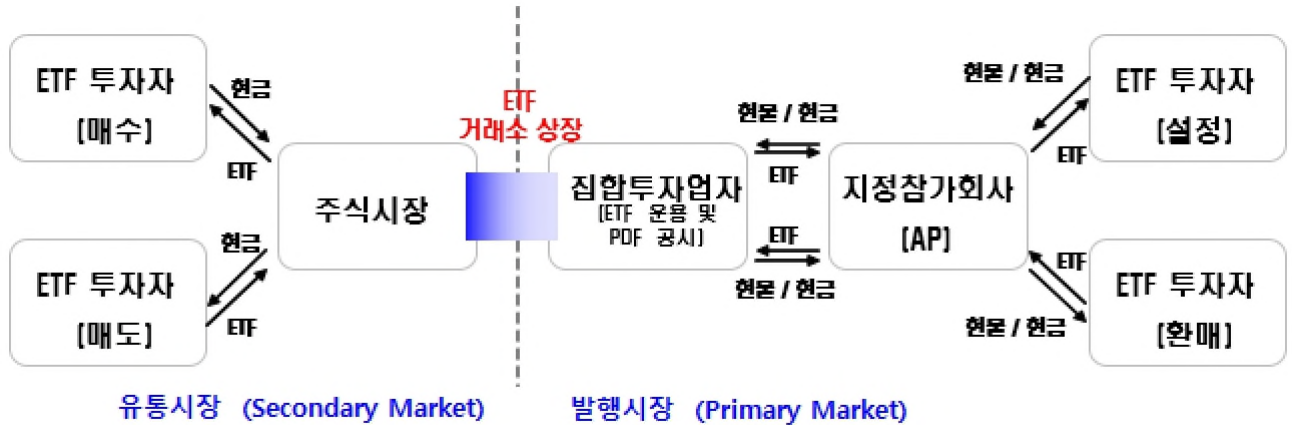 ETF 투자자
[매수]
현금
ETF
ETF 투자자
[매도]
현금
ETF
주식시장
ETF
거래소 상장
집합투자업자
[ETF 운용 및
PDF 공시]
현물 / 현금
ETF
ETF
현물 / 현금
지정참가회사
[AP]
현물 / 현금
ETF
ETF 투자자
[설정]
ETF
현물 / 현금
ETF 투자자
[환매]
유통시장 (Secondary Market)
발행시장 (Primary Market)